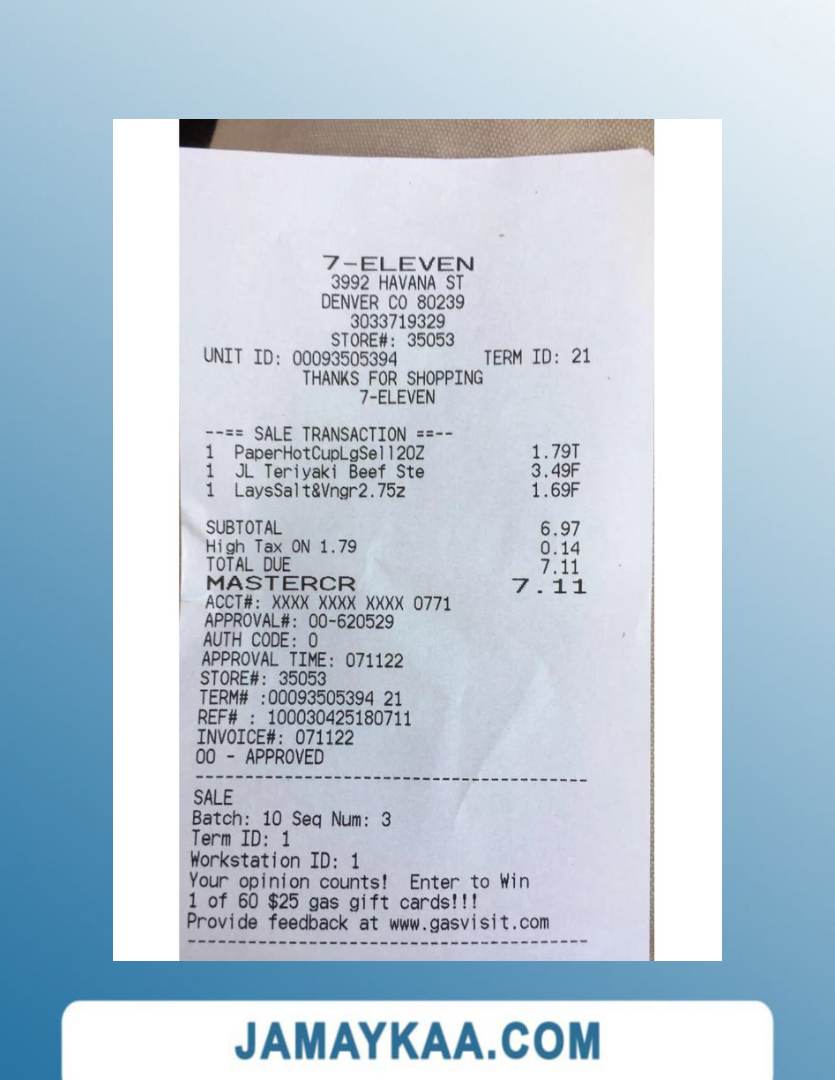 7-ELEVEN
3992 HAVANA ST
DENVER CO 80239
3033719329
STORE#: 35053
UNIT ID: 00093505394 TERM ID: 21
THANKS FOR SHOPPING
7-ELEVEN
--== SALE TRANSACTION ==--
1 PaperHotCupLgSell20Z 1.79T
1 JL Teriyaki Beef Ste 3.49F
1 LaysSalt&Vngr2.75z 1.69F
SUBTOTAL 6.97
High Tax ON 1.79 0.14
TOTAL DUE 7.11
MASTERCR 7.11
ACCT#: XXXX XXXX XXXX 0771
APPROVAL#: 00-620529
AUTH CODE: 0
APPROVAL TIME: 071122
STORE#: 35053
TERM# :00093505394 21
REF# : 100030425180711
INVOICE#: 071122
00 - APPROVED
----------------------------------------
SALE
Batch: 10 Seq Num: 3
Term ID: 1
Workstation ID: 1
Your opinion counts! Enter to Win
1 of 60 $25 gas gift cards!!!
Provide feedback at www.gasvisit.com
----------------------------------------
JAMAYKAA.COM